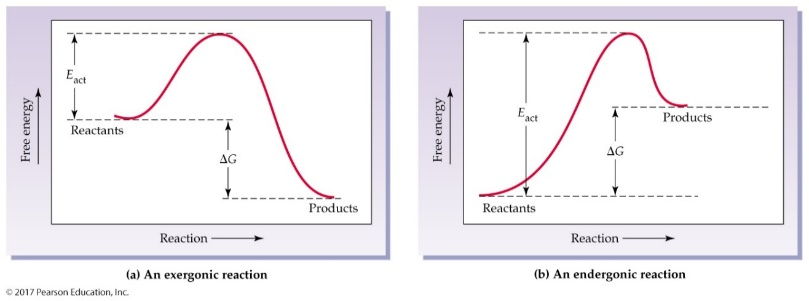 Free energy
E_act
Reactants
ΔG
Products
Reaction
(a) An exergonic reaction
Free energy
E_act
Products
ΔG
Reactants
Reaction
(b) An endergonic reaction
© 2017 Pearson Education, Inc.